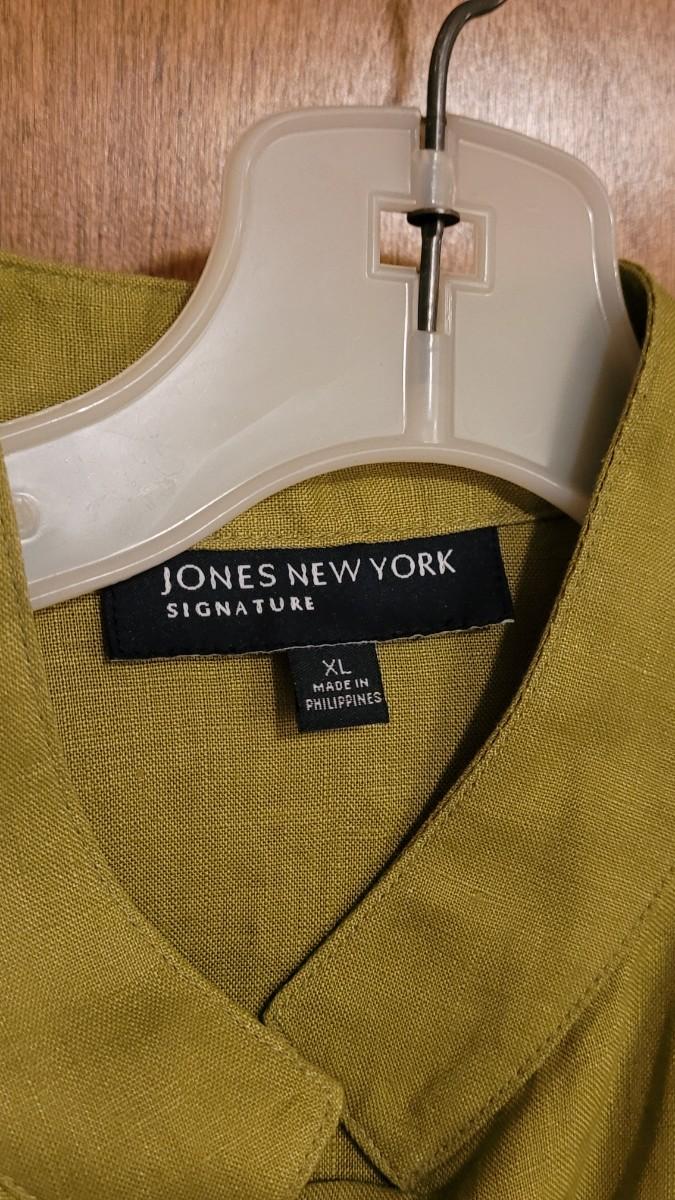 JONES NEW YORK
SIGNATURE
XL
MADE IN
PHILIPPINES